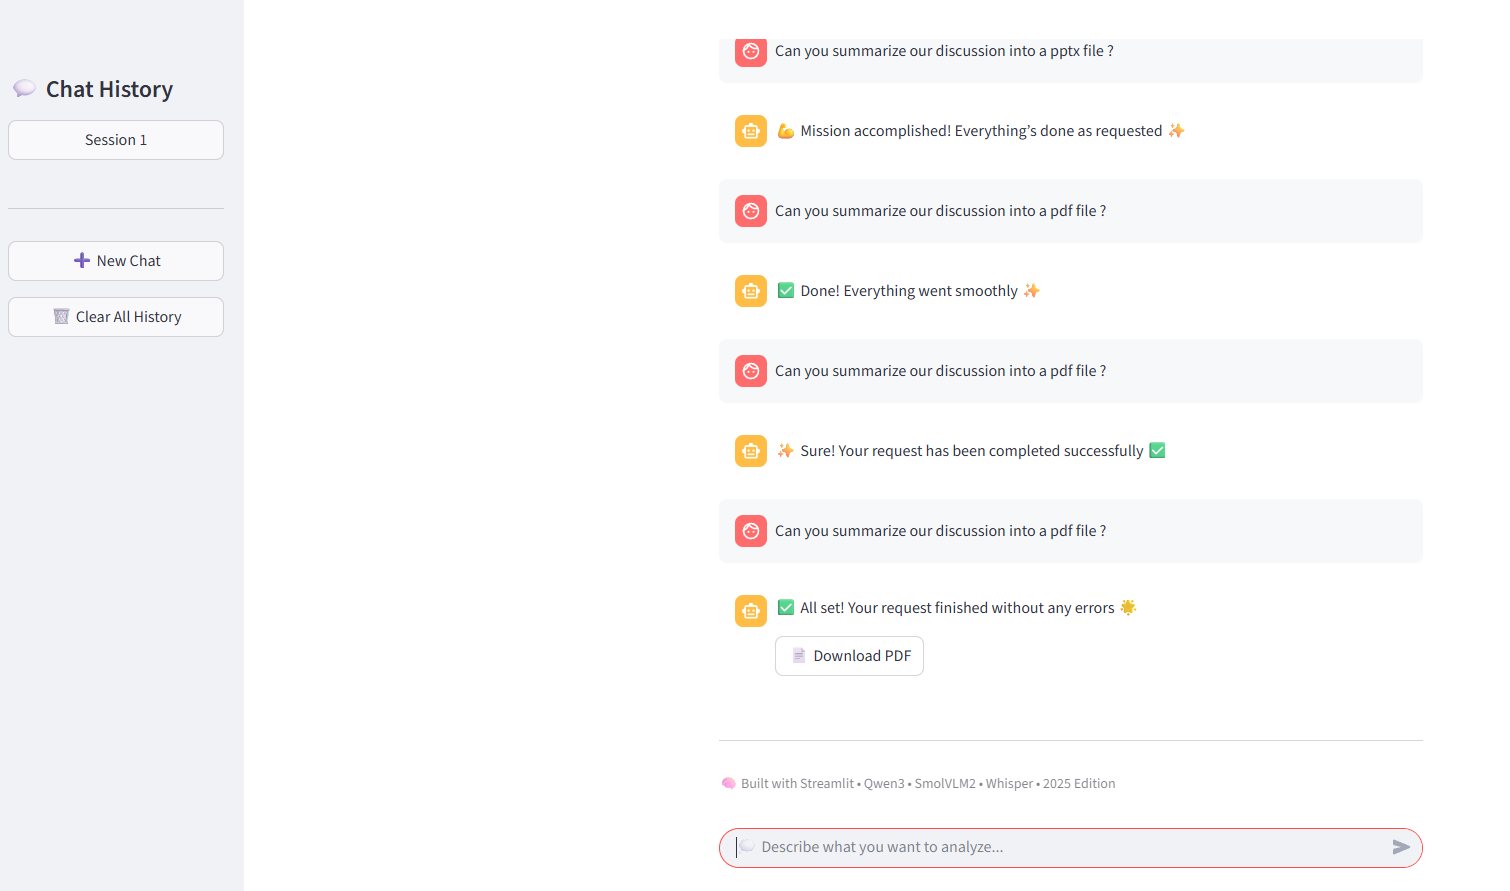 Chat History
Session 1
New Chat
Clear All History
Can you summarize our discussion into a pptx file ?
💪 Mission accomplished! Everything’s done as requested ✨
Can you summarize our discussion into a pdf file ?
✅ Done! Everything went smoothly ✨
Can you summarize our discussion into a pdf file ?
✨ Sure! Your request has been completed successfully ✅
Can you summarize our discussion into a pdf file ?
✅ All set! Your request finished without any errors 🌟
Download PDF
Built with Streamlit • Qwen3 • SmolVLM2 • Whisper • 2025 Edition
Describe what you want to analyze...